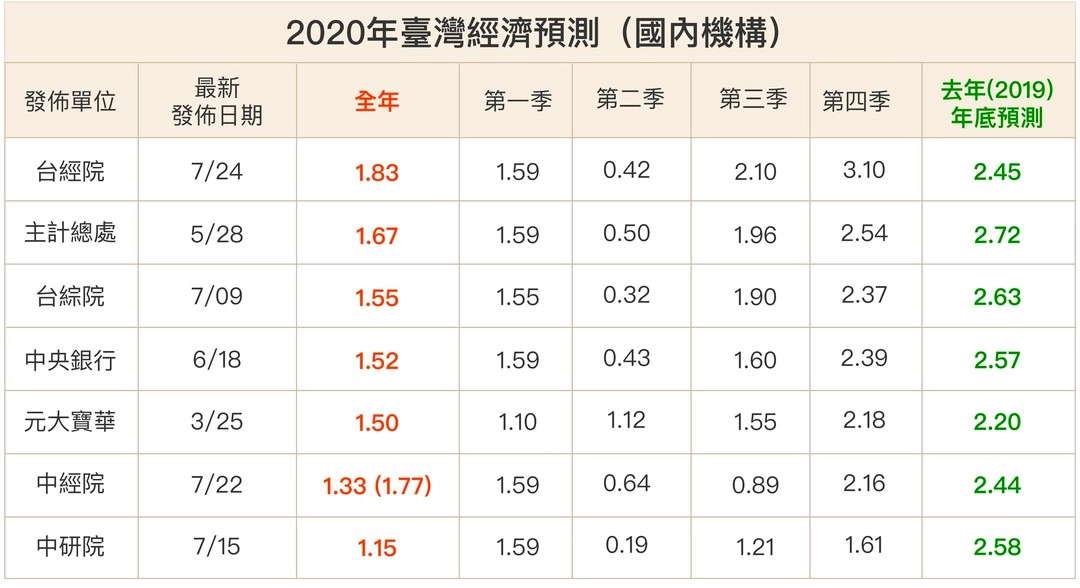 2020年臺灣經濟預測（國內機構）
發佈單位 最新 發佈日期 全年 第一季 第二季 第三季 第四季 去年(2019) 年底預測
台經院 7/24 1.83 1.59 0.42 2.10 3.10 2.45
主計總處 5/28 1.67 1.59 0.50 1.96 2.54 2.72
台綜院 7/09 1.55 1.55 0.32 1.90 2.37 2.63
中央銀行 6/18 1.52 1.59 0.43 1.60 2.39 2.57
元大寶華 3/25 1.50 1.10 1.12 1.55 2.18 2.20
中經院 7/22 1.33 (1.77) 1.59 0.64 0.89 2.16 2.44
中研院 7/15 1.15 1.59 0.19 1.21 1.61 2.58